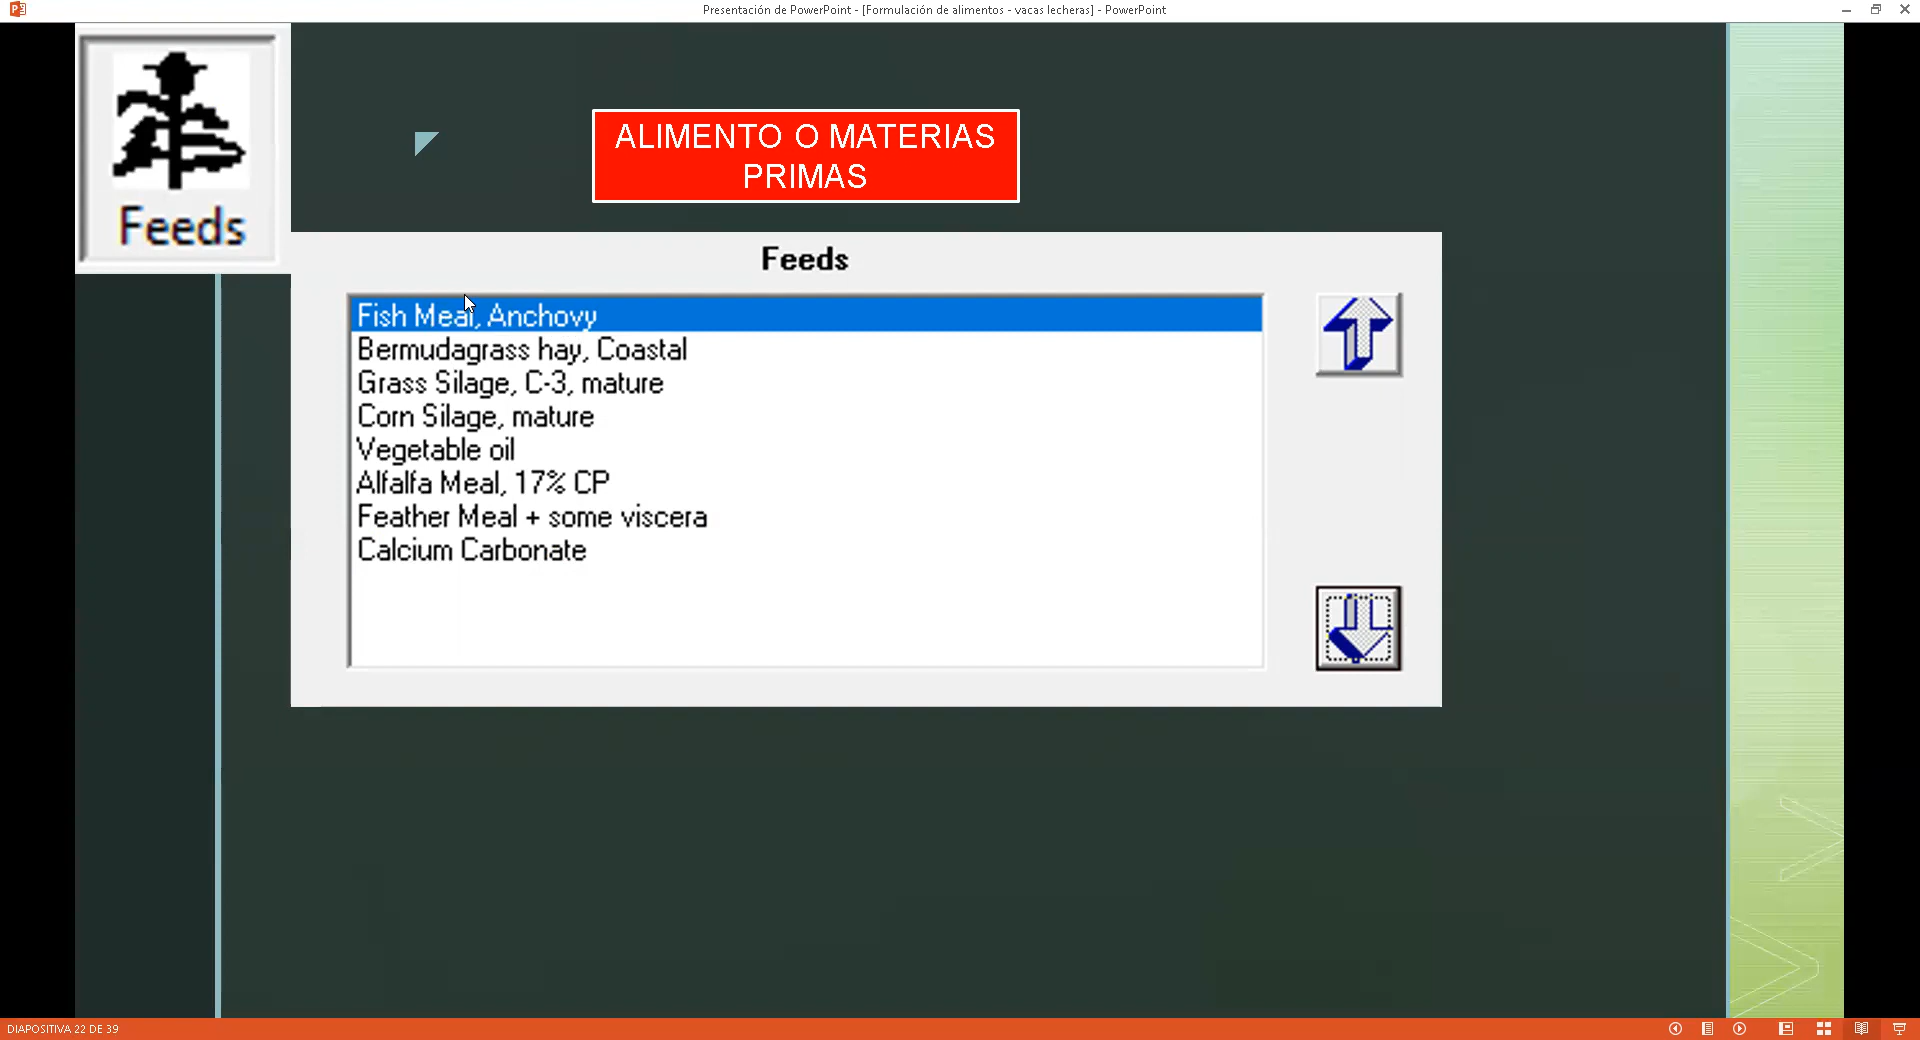 Presentación de PowerPoint - [Formulación de alimentos - vacas lecheras] - PowerPoint
Feeds
ALIMENTO O MATERIAS
PRIMAS
Feeds
Fish Meal, Anchovy
Bermudagrass hay, Coastal
Grass Silage, C-3, mature
Corn Silage, mature
Vegetable oil
Alfalfa Meal, 17% CP
Feather Meal + some viscera
Calcium Carbonate
DIAPOSITIVA 22 DE 39